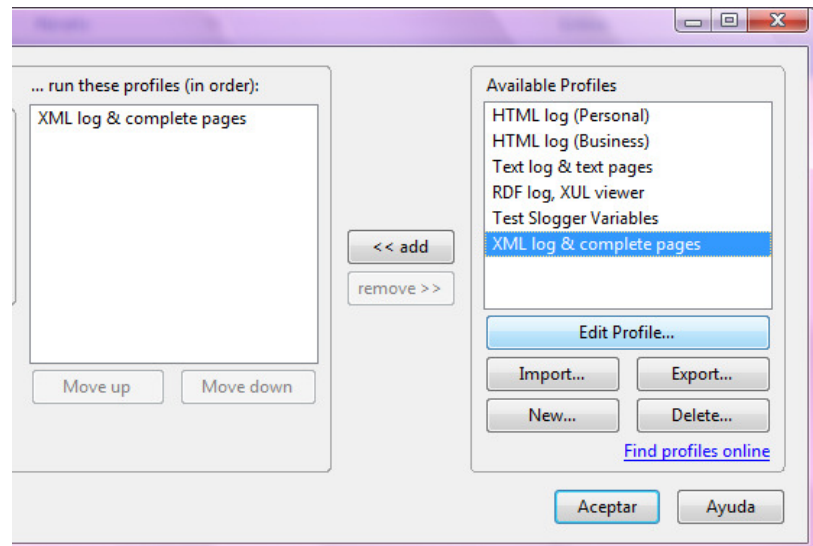 ... run these profiles (in order):
XML log & complete pages
Move up
Move down
<< add
remove >>
Available Profiles
HTML log (Personal)
HTML log (Business)
Text log & text pages
RDF log, XUL viewer
Test Slogger Variables
XML log & complete pages
Edit Profile...
Import...
Export...
New...
Delete...
Find profiles online
Aceptar
Ayuda